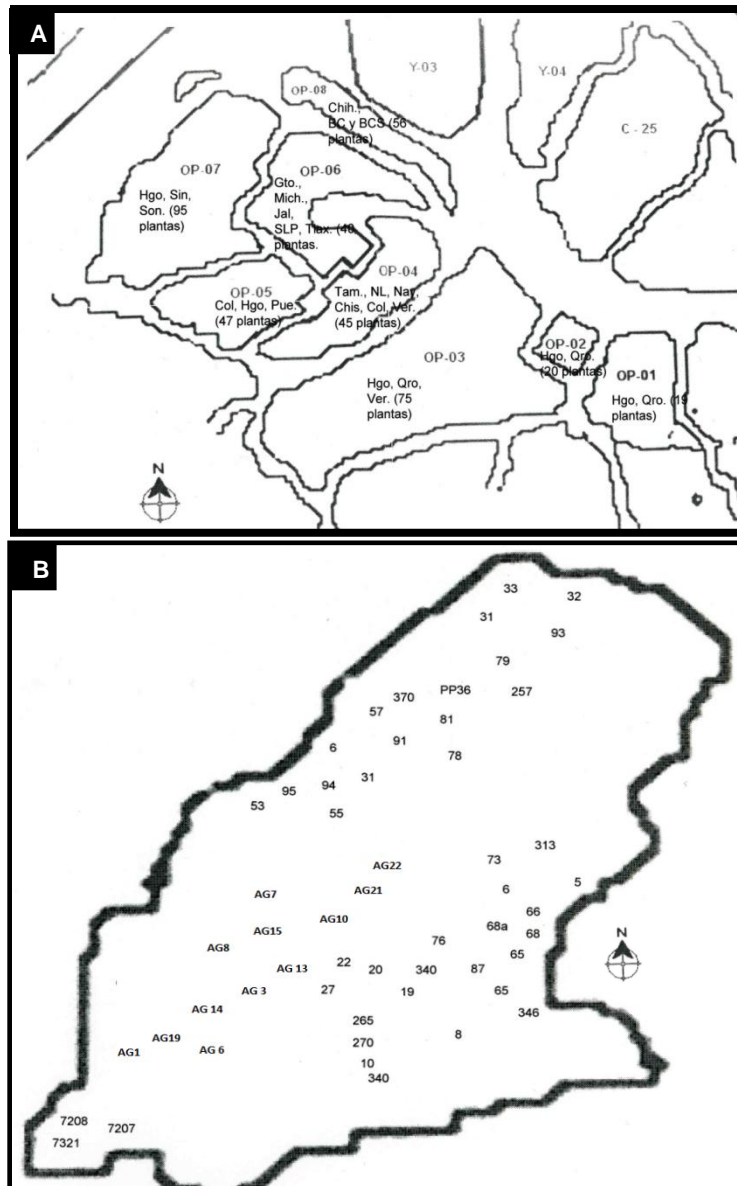 A
Y-03
Y-04
OP-08
Chih.,
BC y BCS (56
plantas)
C - 25
OP-07
OP-06
Hgo, Sin,
Son. (95
plantas)
Gto.,
Mich.,
Jal,
SLP, Tlax. (40
plantas.
OP-05
Col, Hgo, Pue.
(47 plantas)
OP-04
Tam., NL, Nay,
Chis, Col, Ver.
(45 plantas)
OP-03
Hgo, Qro,
Ver. (75
plantas)
OP-02
Hgo, Qro.
(20 plantas)
OP-01
Hgo, Qro. (19
plantas)
N
B
33
32
31
93
79
370
PP36
257
57
81
6
91
78
31
95
94
53
55
313
73
AG22
AG7
AG21
6
5
AG10
66
AG15
68a
68
AG8
76
65
AG 13
22
20
340
87
N
AG 3
27
19
65
AG 14
346
265
AG19
8
AG1
AG 6
270
10
340
7208
7207
7321